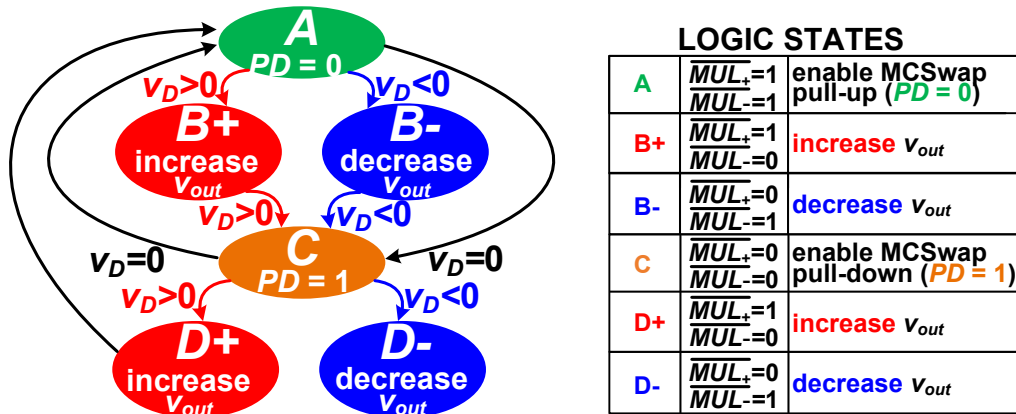 A
PD = 0
vD>0
vD<0
B+
increase
vout
B-
decrease
vout
vD>0
vD<0
C
PD = 1
vD=0
vD=0
vD>0
vD<0
D+
increase
vout
D-
decrease
vout
LOGIC STATES
A
MUL+=1
MUL-=1
enable MCSwap
pull-up (PD = 0)
B+
MUL+=1
MUL-=0
increase vout
B-
MUL+=0
MUL-=1
decrease vout
C
MUL+=0
MUL-=0
enable MCSwap
pull-down (PD = 1)
D+
MUL+=1
MUL-=0
increase vout
D-
MUL+=0
MUL-=1
decrease vout